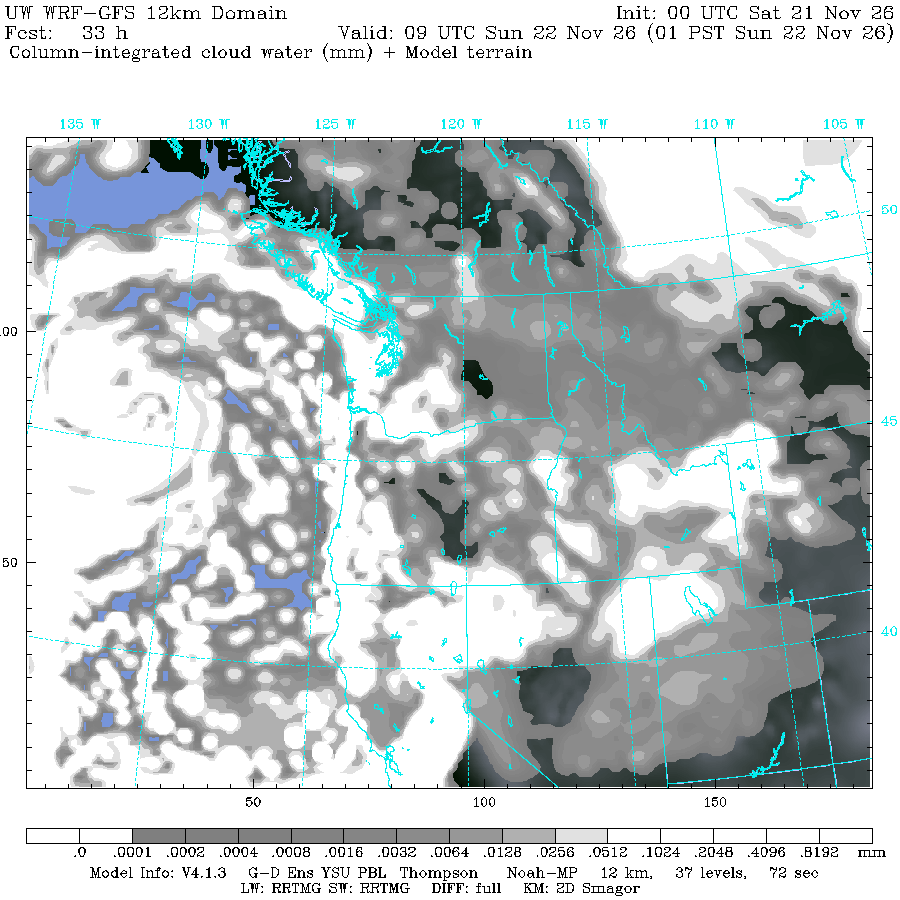 UW WRF-GFS 12km Domain Init: 00 UTC Sat 21 Nov 26
Fcst: 33 h Valid: 09 UTC Sun 22 Nov 26 (01 PST Sun 22 Nov 26)
Column-integrated cloud water (mm) + Model terrain
135 W 130 W 125 W 120 W 115 W 110 W 105 W
50
00
45
50
40
50 100 150
.0 .0001 .0002 .0004 .0008 .0016 .0032 .0064 .0128 .0256 .0512 .1024 .2048 .4096 .8192 mm
Model Info: V4.1.3 G-D Ens YSU PBL Thompson Noah-MP 12 km, 37 levels, 72 sec
LW: RRTMG SW: RRTMG DIFF: full KM: 2D Smagor